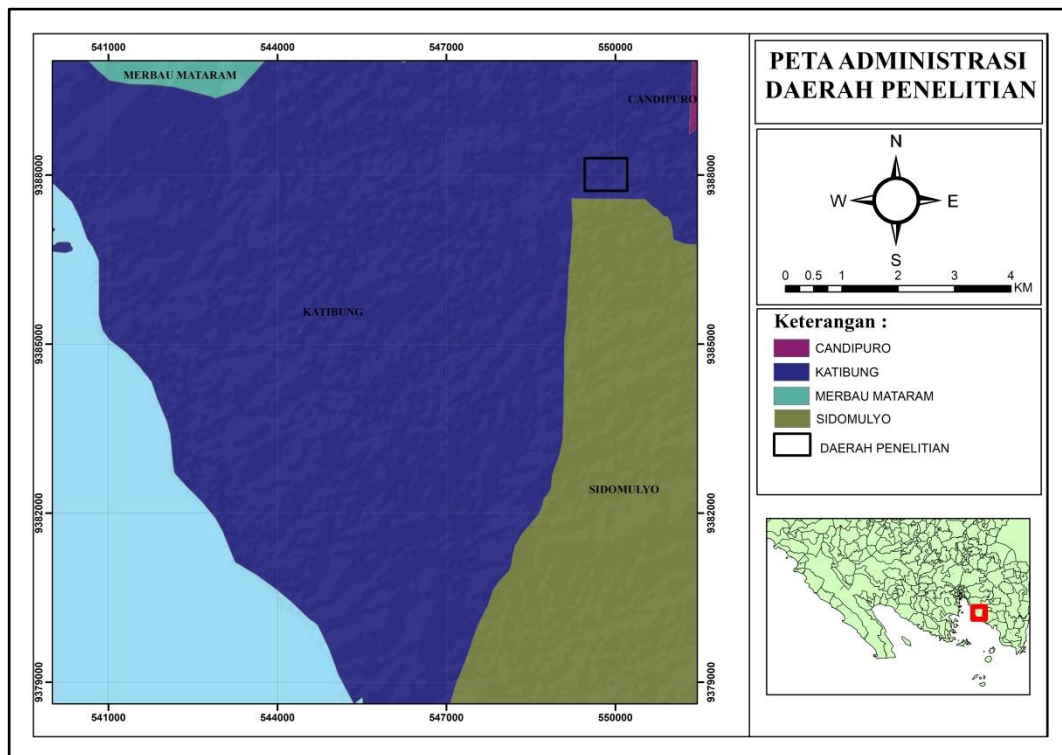 541000 544000 547000 550000
MERBAU MATARAM
CANDIPURO
9388000 9388000
KATIBUNG
9385000 9385000
SIDOMULYO
9382000 9382000
9379000 9379000
541000 544000 547000 550000
PETA ADMINISTRASI
DAERAH PENELITIAN
N
W E
S
0 0.5 1 2 3 4
KM
Keterangan :
CANDIPURO
KATIBUNG
MERBAU MATARAM
SIDOMULYO
DAERAH PENELITIAN